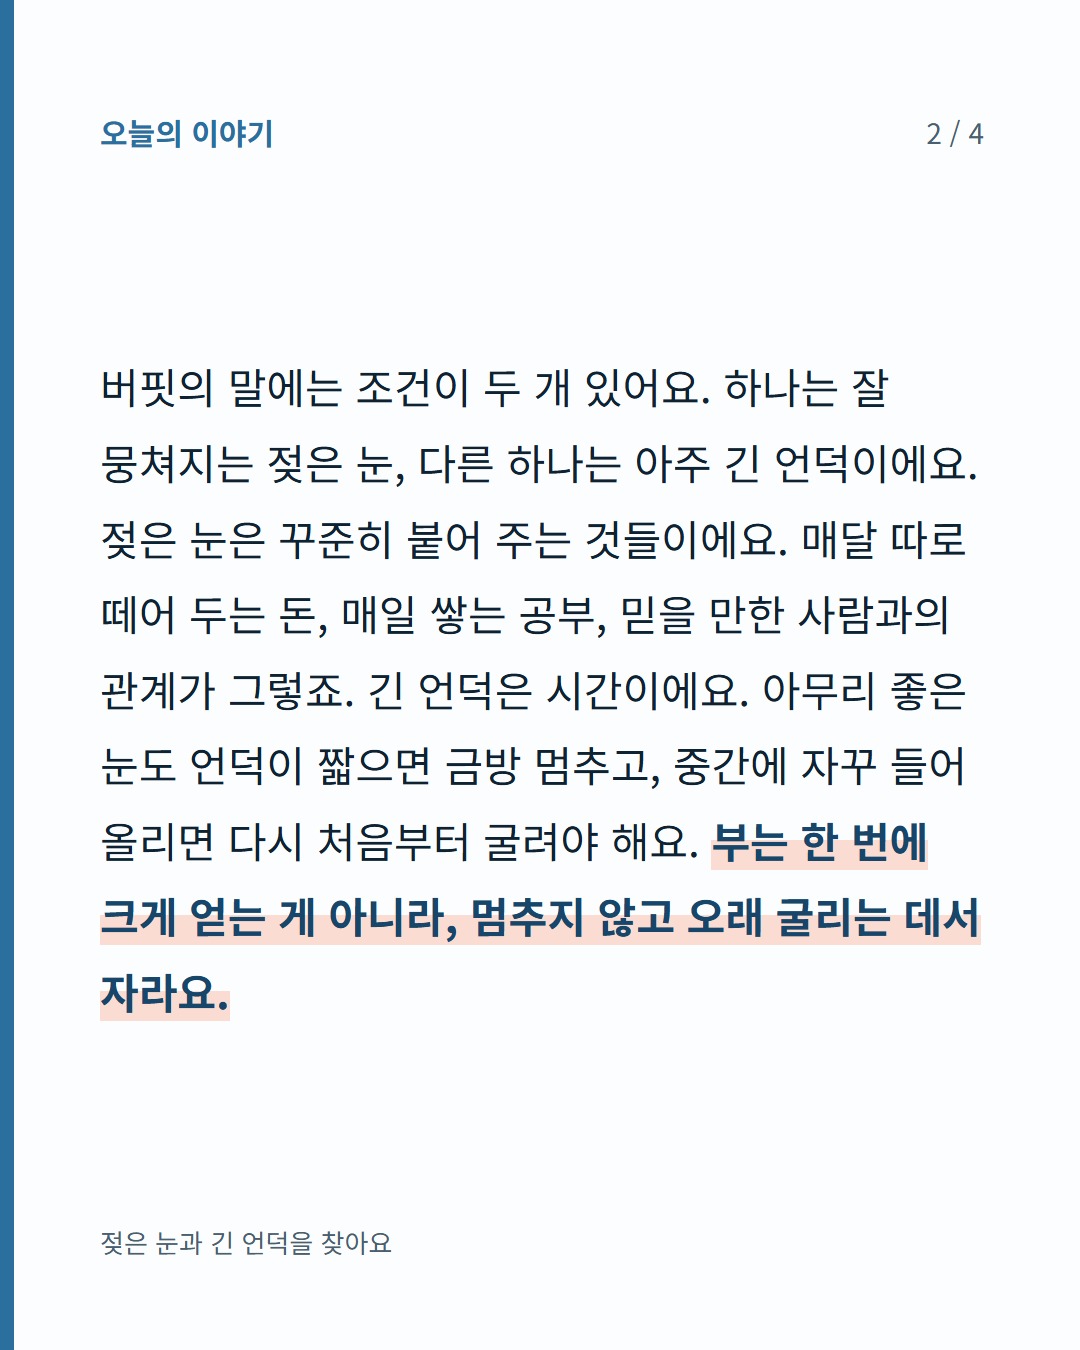 오늘의 이야기
2 / 4
버핏의 말에는 조건이 두 개 있어요. 하나는 잘
뭉쳐지는 젖은 눈, 다른 하나는 아주 긴 언덕이에요.
젖은 눈은 꾸준히 붙어 주는 것들이에요. 매달 따로
떼어 두는 돈, 매일 쌓는 공부, 믿을 만한 사람과의
관계가 그렇죠. 긴 언덕은 시간이에요. 아무리 좋은
눈도 언덕이 짧으면 금방 멈추고, 중간에 자꾸 들어
올리면 다시 처음부터 굴려야 해요. 부는 한 번에
크게 얻는 게 아니라, 멈추지 않고 오래 굴리는 데서
자라요.
젖은 눈과 긴 언덕을 찾아요